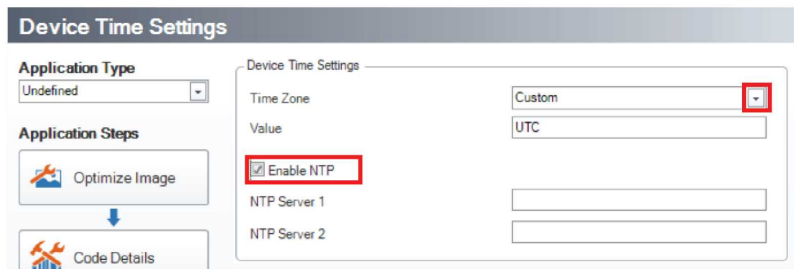 Device Time Settings
Application Type
Undefined
Application Steps
Optimize Image
Code Details
Device Time Settings
Time Zone
Custom
Value
UTC
Enable NTP
NTP Server 1
NTP Server 2